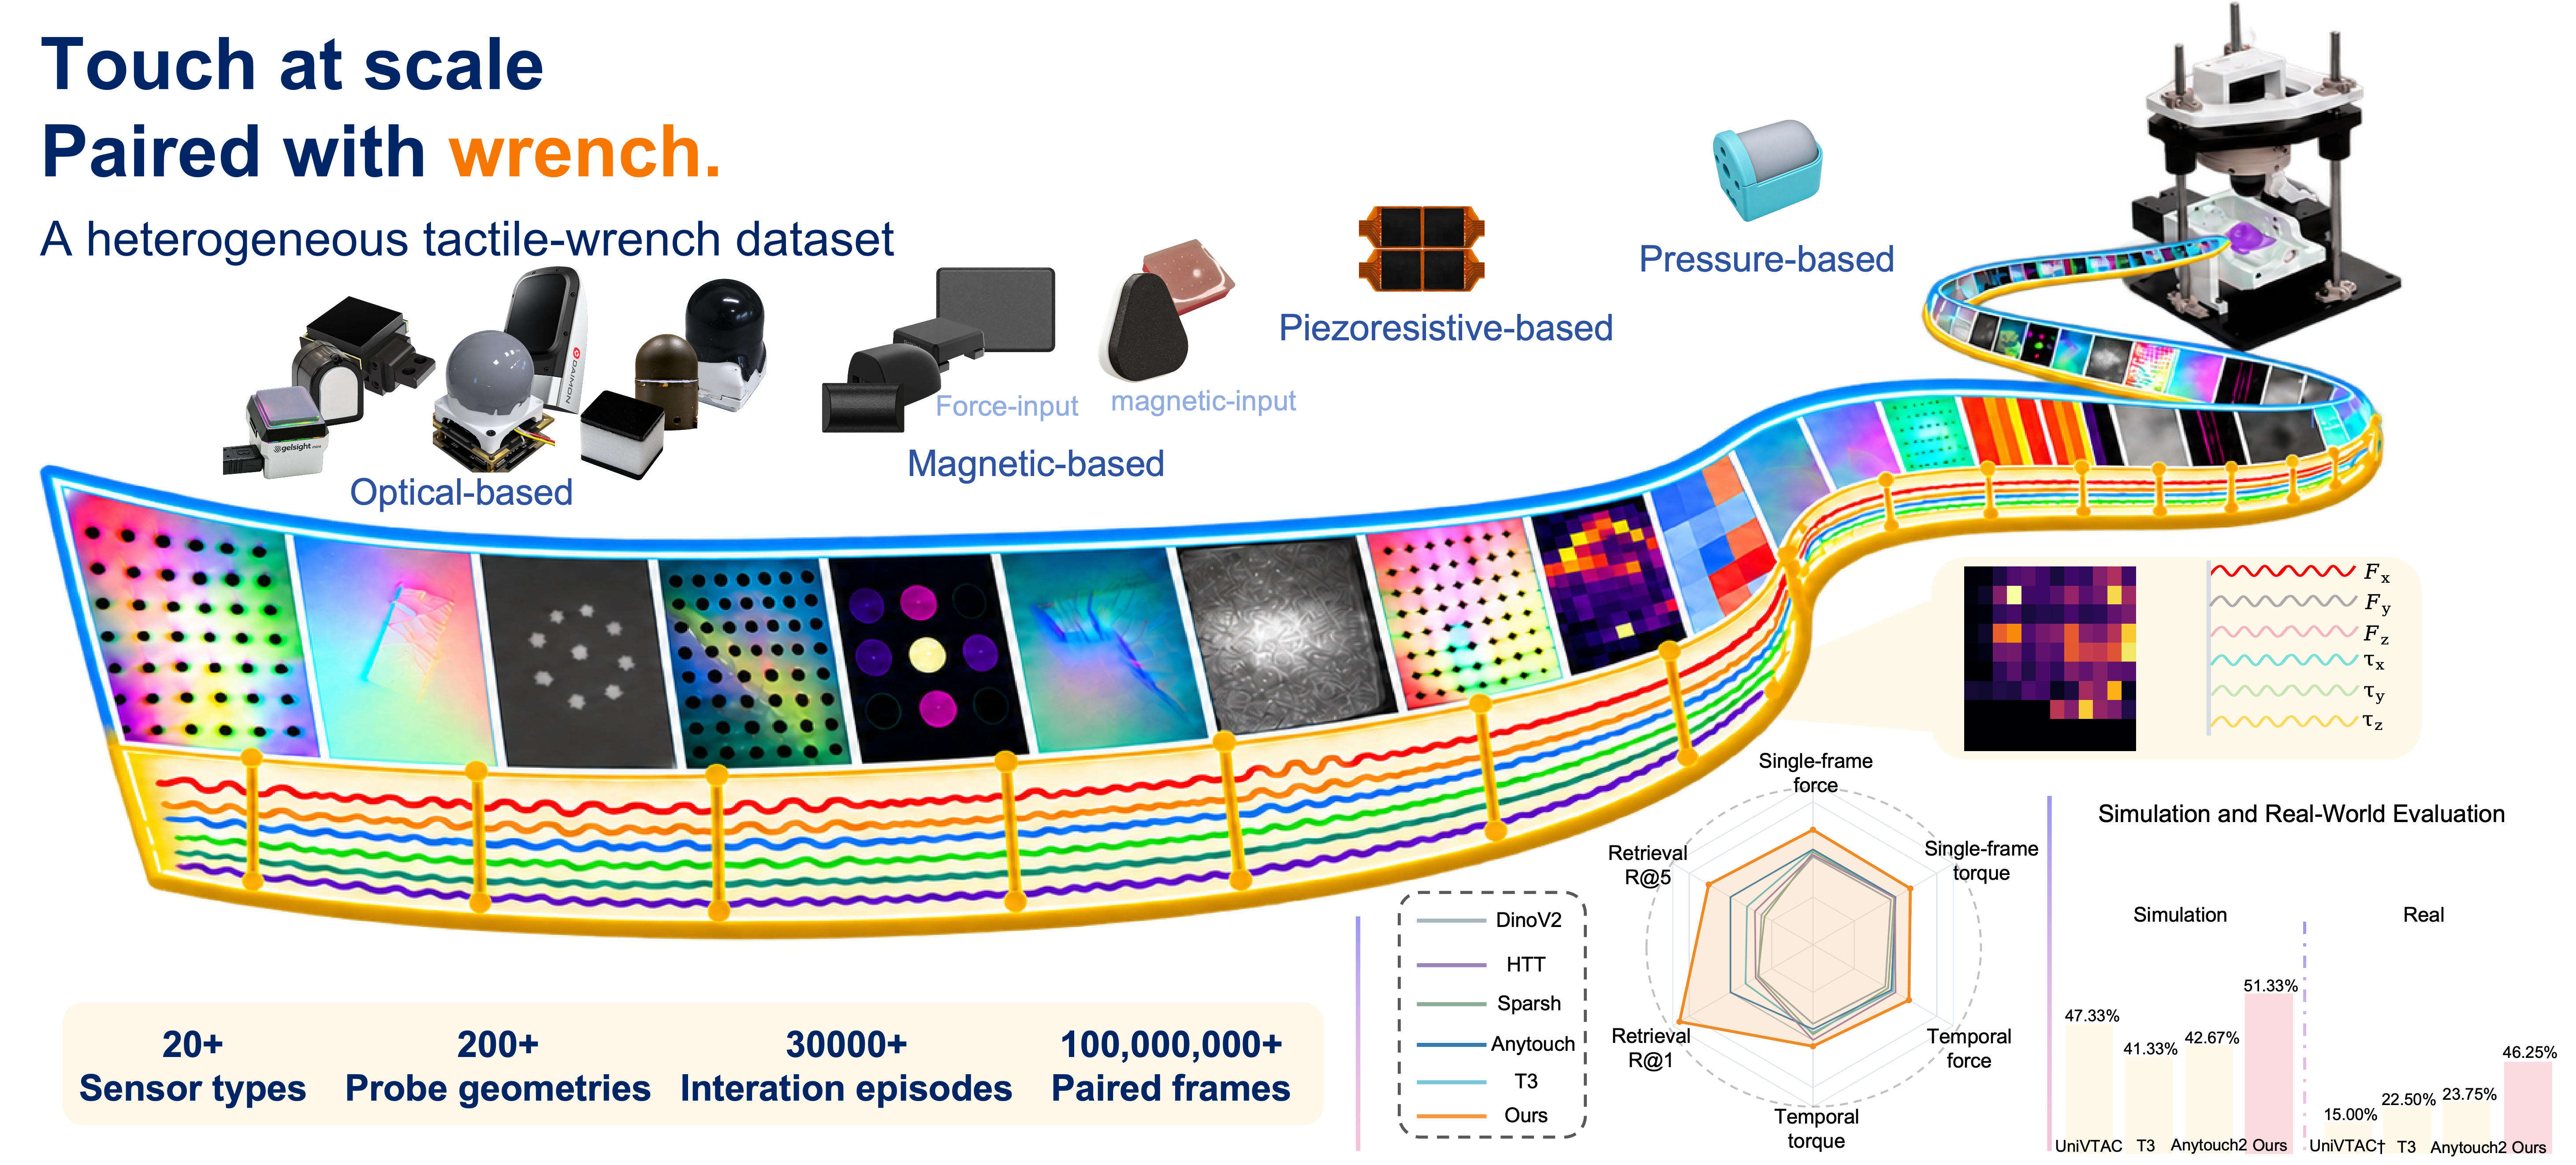 Touch at scale
Paired with wrench.
A heterogeneous tactile-wrench dataset
gelsight mini
DAIMON
Optical-based
Force-input
magnetic-input
Magnetic-based
Piezoresistive-based
Pressure-based
Fx
Fy
Fz
τx
τy
τz
20+
Sensor types
200+
Probe geometries
30000+
Interation episodes
100,000,000+
Paired frames
DinoV2
HTT
Sparsh
Anytouch
T3
Ours
Single-frame
force
Single-frame
torque
Temporal
force
Temporal
torque
Retrieval
R@1
Retrieval
R@5
Simulation and Real-World Evaluation
Simulation
47.33%
41.33%
42.67%
51.33%
UniVTAC T3 Anytouch2 Ours
Real
15.00%
22.50%
23.75%
46.25%
UniVTAC† T3 Anytouch2 Ours